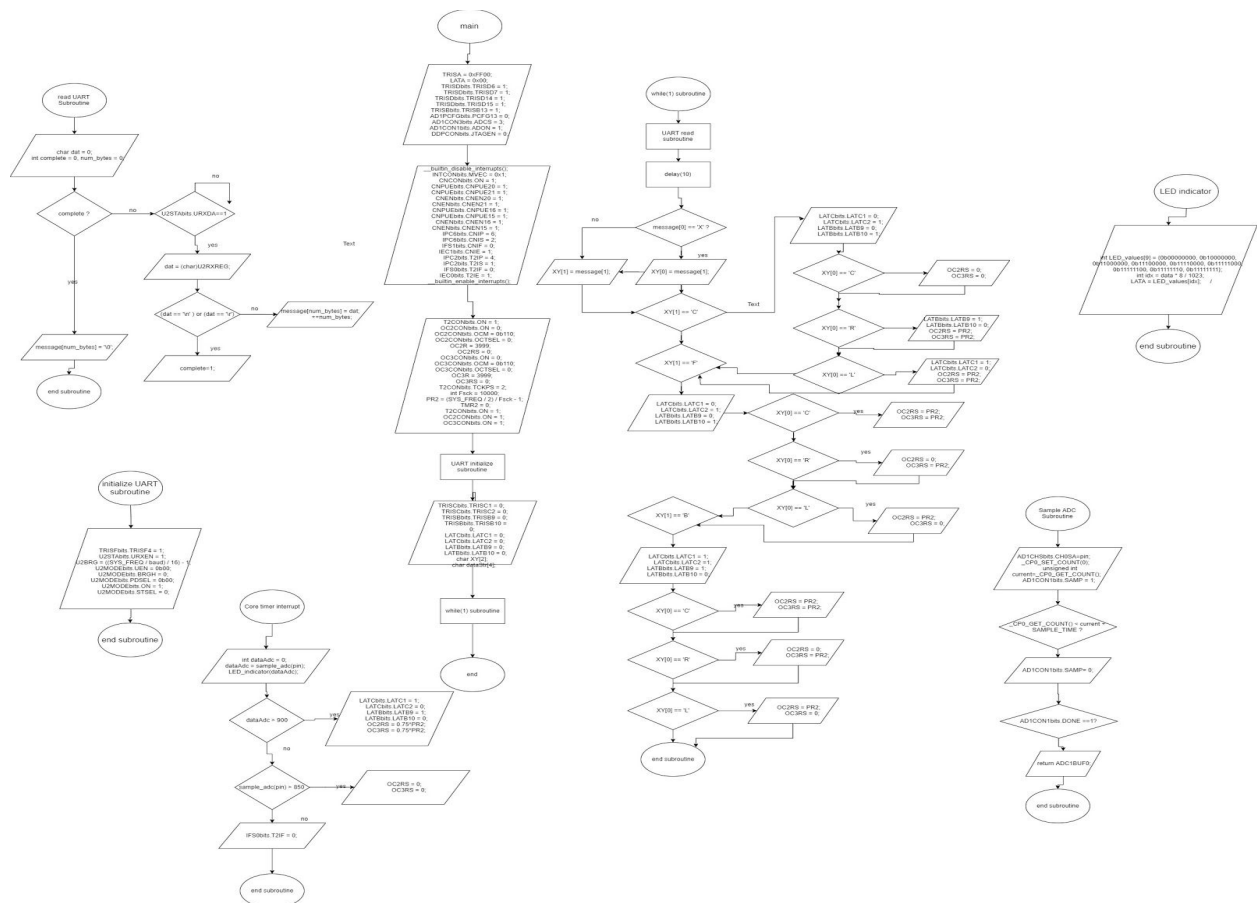 main
TRISA = 0xFF00;
LATA = 0x00;
TRISDbits.TRISD6 = 1;
TRISDbits.TRISD7 = 1;
TRISDbits.TRISD14 = 1;
TRISDbits.TRISD15 = 1;
TRISBbits.TRISB13 = 1;
AD1PCFGbits.PCFG13 = 0;
AD1CON3bits.ADCS = 3;
AD1CON1bits.ADON = 1;
DDPCONbits.JTAGEN = 0;
__builtin_disable_interrupts();
INTCONbits.MVEC = 0x1;
CNCONbits.ON = 1;
CNPUEbits.CNPUE20 = 1;
CNPUEbits.CNPUE21 = 1;
CNENbits.CNEN20 = 1;
CNENbits.CNEN21 = 1;
CNPUEbits.CNPUE16 = 1;
CNPUEbits.CNPUE15 = 1;
CNENbits.CNEN16 = 1;
CNENbits.CNEN15 = 1;
IPC6bits.CNIP = 6;
IPC6bits.CNIS = 2;
IFS1bits.CNIF = 0;
IEC1bits.CNIE = 1;
IPC2bits.T2IP = 4;
IPC2bits.T2IS = 1;
IFS0bits.T2IF = 0;
IEC0bits.T2IE = 1;
__builtin_enable_interrupts();
T2CONbits.ON = 1;
OC2CONbits.ON = 0;
OC2CONbits.OCM = 0b110;
OC2CONbits.OCTSEL = 0;
OC2R = 3999;
OC2RS = 0;
OC3CONbits.ON = 0;
OC3CONbits.OCM = 0b110;
OC3CONbits.OCTSEL = 0;
OC3R = 3999;
OC3RS = 0;
T2CONbits.TCKPS = 2;
int Fsck = 10000;
PR2 = (SYS_FREQ / 2) / Fsck - 1;
TMR2 = 0;
T2CONbits.ON = 1;
OC2CONbits.ON = 1;
OC3CONbits.ON = 1;
UART initialize
subroutine
TRISCbits.TRISC1 = 0;
TRISCbits.TRISC2 = 0;
TRISBbits.TRISB9 = 0;
TRISBbits.TRISB10 =
0;
LATCbits.LATC1 = 0;
LATCbits.LATC2 = 0;
LATBbits.LATB9 = 0;
LATBbits.LATB10 = 0;
char XY[2];
char dataStr[4];
while(1) subroutine
end
read UART
Subroutine
char dat = 0;
int complete = 0, num_bytes = 0
complete ?
no
no
U2STAbits.URXDA==1
yes
yes
dat = (char)U2RXREG;
(dat == '\n' ) or (dat == '\r')
no
message[num_bytes] = dat;
++num_bytes;
yes
complete=1;
message[num_bytes] = '\0';
end subroutine
Text
initialize UART
subroutine
TRISFbits.TRISF4 = 1;
U2STAbits.URXEN = 1;
U2BRG = ((SYS_FREQ / baud) / 16) - 1;
U2MODEbits.UEN = 0b00;
U2MODEbits.BRGH = 0;
U2MODEbits.PDSEL = 0b00;
U2MODEbits.ON = 1;
U2MODEbits.STSEL = 0;
end subroutine
Core timer interrupt
int dataAdc = 0;
dataAdc = sample_adc(pin);
LED_indicator(dataAdc);
yes
LATCbits.LATC1 = 1;
LATCbits.LATC2 = 0;
LATBbits.LATB9 = 1;
LATBbits.LATB10 = 0;
OC2RS = 0.75*PR2;
OC3RS = 0.75*PR2;
no
yes
OC2RS = 0;
OC3RS = 0;
no
IFS0bits.T2IF = 0;
end subroutine
while(1) subroutine
UART read
subroutine
delay(10)
no
message[0] == 'X' ?
yes
XY[1] = message[1];
XY[0] = message[1];
XY[1] == 'C'
Text
LATCbits.LATC1 = 0;
LATCbits.LATC2 = 1;
LATBbits.LATB9 = 0;
LATBbits.LATB10 = 1;
XY[0] == 'C'
OC2RS = 0;
OC3RS = 0;
XY[0] == 'R'
LATBbits.LATB9 = 1;
LATBbits.LATB10 = 0;
OC2RS = PR2;
OC3RS = PR2;
XY[0] == 'L'
LATCbits.LATC1 = 1;
LATCbits.LATC2 = 0;
OC2RS = PR2;
OC3RS = PR2;
XY[1] == 'F'
LATCbits.LATC1 = 0;
LATCbits.LATC2 = 1;
LATBbits.LATB9 = 0;
LATBbits.LATB10 = 1;
XY[0] == 'C'
yes
OC2RS = PR2;
OC3RS = PR2;
XY[0] == 'R'
yes
OC2RS = 0;
OC3RS = PR2;
XY[0] == 'L'
yes
OC2RS = PR2;
OC3RS = 0;
XY[1] == 'B'
LATCbits.LATC1 = 1;
LATCbits.LATC2 =1;
LATBbits.LATB9 = 1;
LATBbits.LATB10 = 0;
XY[0] == 'C'
yes
OC2RS = PR2;
OC3RS = PR2;
XY[0] == 'R'
yes
OC2RS = 0;
OC3RS = PR2;
XY[0] == 'L'
yes
OC2RS = PR2;
OC3RS = 0;
end subroutine
LED indicator
int LED_values[9] = {0b00000000, 0b10000000,
0b11000000, 0b11100000, 0b11110000, 0b11111000,
0b11111100, 0b11111110, 0b11111111};
int idx = data * 8 / 1023;
LATA = LED_values[idx]; /
end subroutine
Sample ADC
Subroutine
AD1CHSbits.CH0SA=pin;
_CP0_SET_COUNT(0);
unsigned int
current=_CP0_GET_COUNT();
AD1CON1bits.SAMP = 1;
_CP0_GET_COUNT() < current +
SAMPLE_TIME ?
AD1CON1bits.SAMP= 0;
AD1CON1bits.DONE ==1?
return ADC1BUF0;
end subroutine